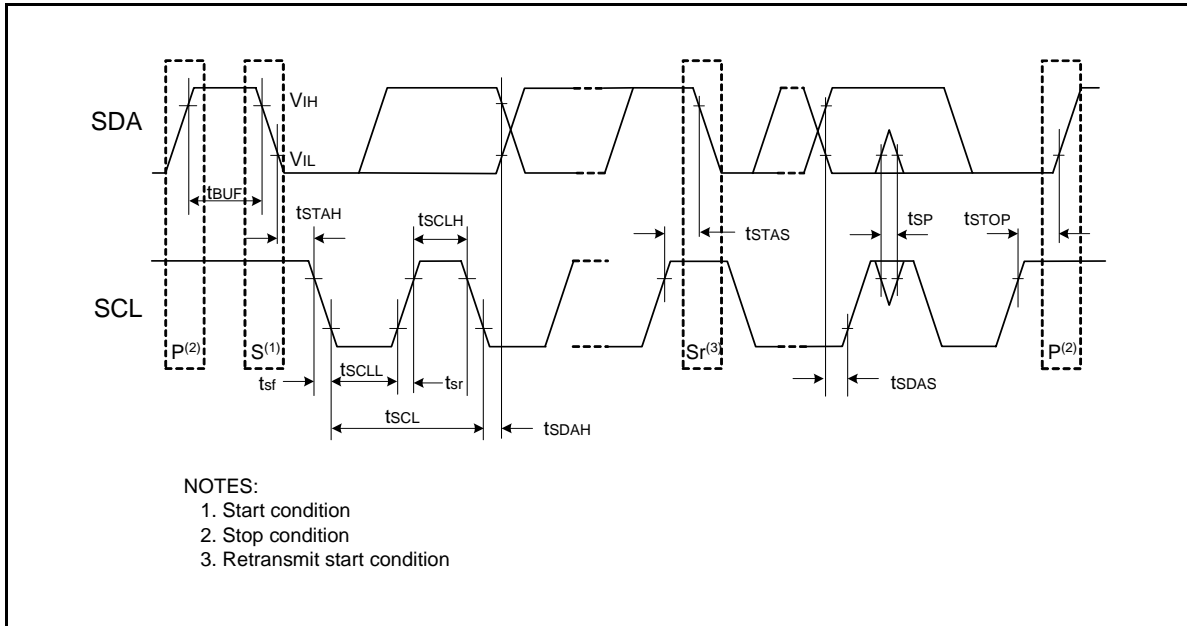 VIH
SDA
VIL
tBUF
tSTAH
tSCLH
tSTAS
tSP
tSTOP
SCL
P(2)
S(1)
Sr(3)
P(2)
tSCLL
tsf
tsr
tSDAS
tSCL
tSDAH
NOTES:
1. Start condition
2. Stop condition
3. Retransmit start condition